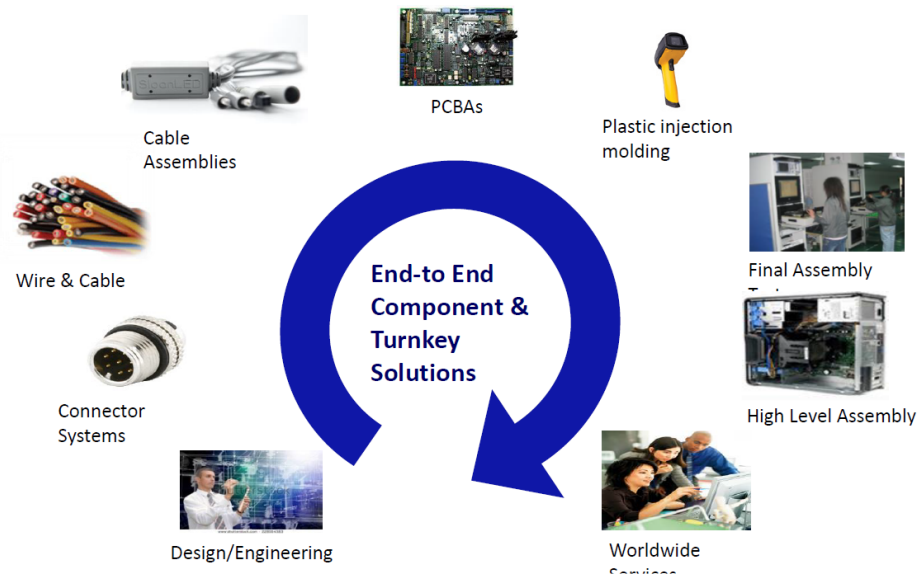 PCBAs
Cable
Assemblies
Plastic injection
molding
Wire & Cable
End-to End
Component &
Turnkey
Solutions
Final Assembly
Connector
Systems
High Level Assembly
Design/Engineering
Worldwide
Services